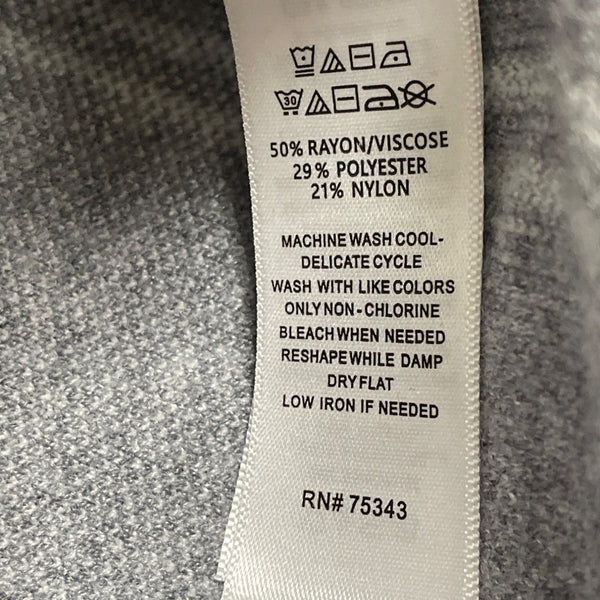 30
50% RAYON/VISCOSE
29% POLYESTER
21% NYLON
MACHINE WASH COOL-
DELICATE CYCLE
WASH WITH LIKE COLORS
ONLY NON-CHLORINE
BLEACH WHEN NEEDED
RESHAPE WHILE DAMP
DRY FLAT
LOW IRON IF NEEDED
RN# 75343